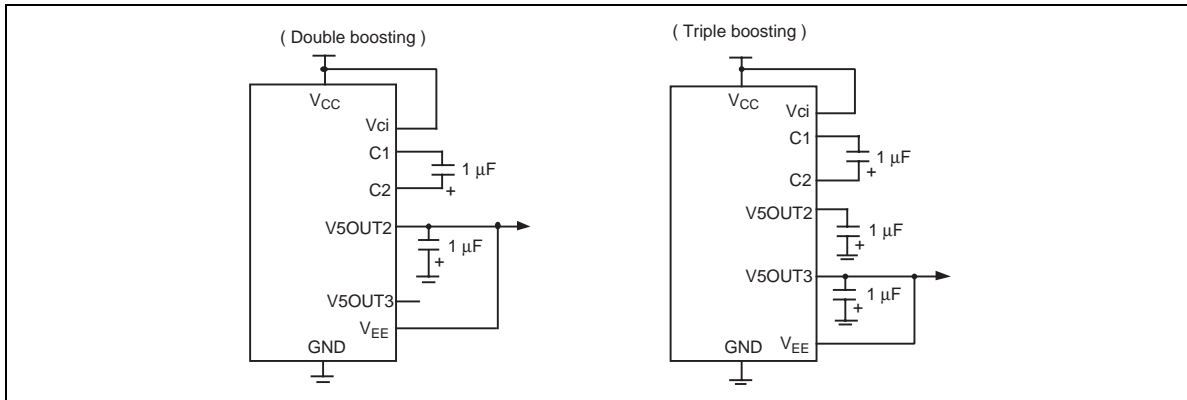 ( Double boosting )
VCC
Vci
C1
1 µF
+
C2
V5OUT2
1 µF
+
V5OUT3
VEE
GND
( Triple boosting )
VCC
Vci
C1
1 µF
+
C2
V5OUT2
1 µF
+
V5OUT3
1 µF
+
VEE
GND